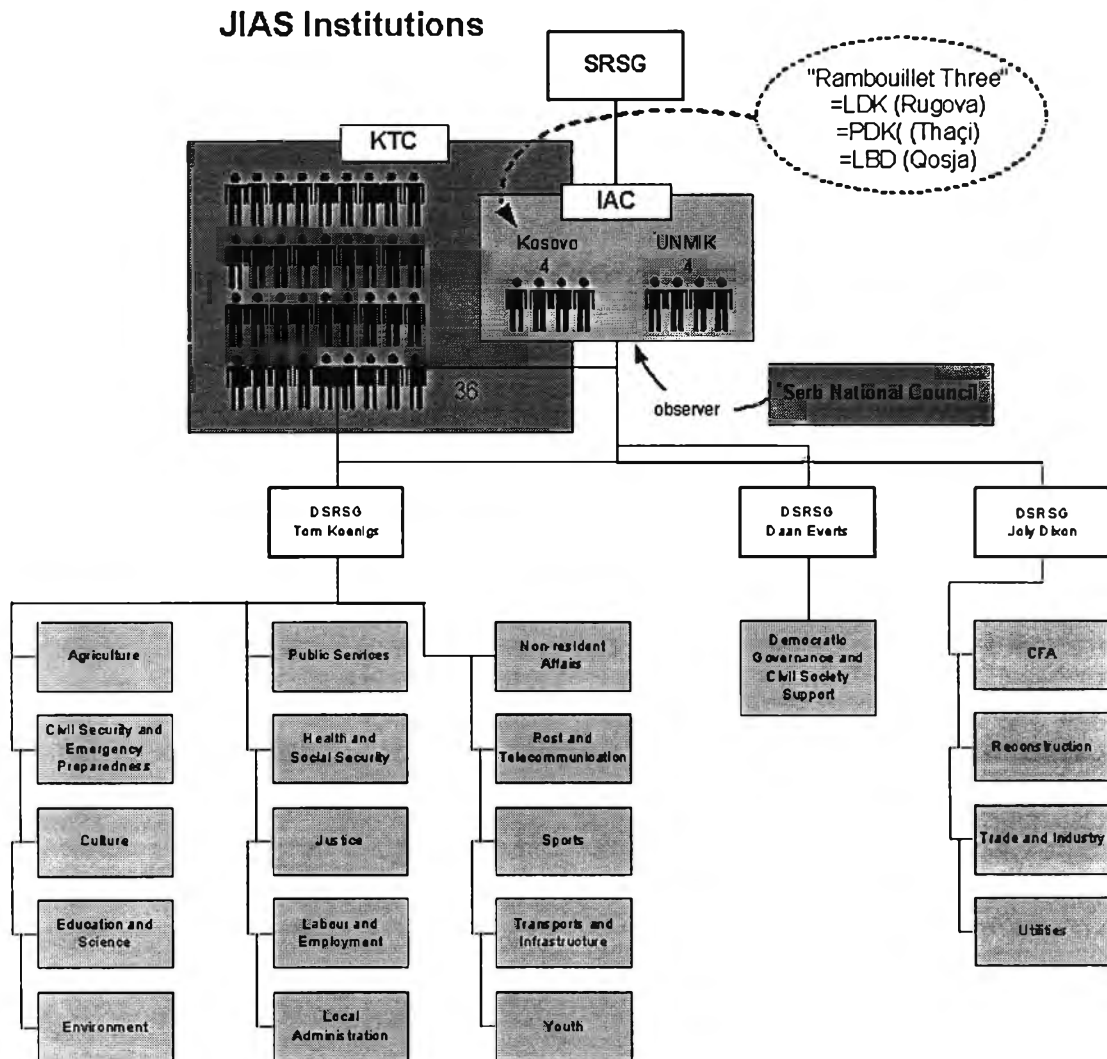 JIAS Institutions
SRSG
"Rambouillet Three"
=LDK (Rugova)
=PDK( (Thaçi)
=LBD (Qosja)
KTC
IAC
Kosovo
4
UNMIK
4
36
observer
"Serb National Council"
DSRSG
Tom Koenigs
DSRSG
Daan Everts
DSRSG
Joly Dixon
Agriculture
Civil Security and
Emergency
Preparedness
Culture
Education and
Science
Environment
Public Services
Health and
Social Security
Justice
Labour and
Employment
Local
Administration
Non-resident
Affairs
Post and
Telecommunication
Sports
Transports and
Infrastructure
Youth
Democratic
Governance and
Civil Society
Support
CFA
Reconstruction
Trade and Industry
Utilities